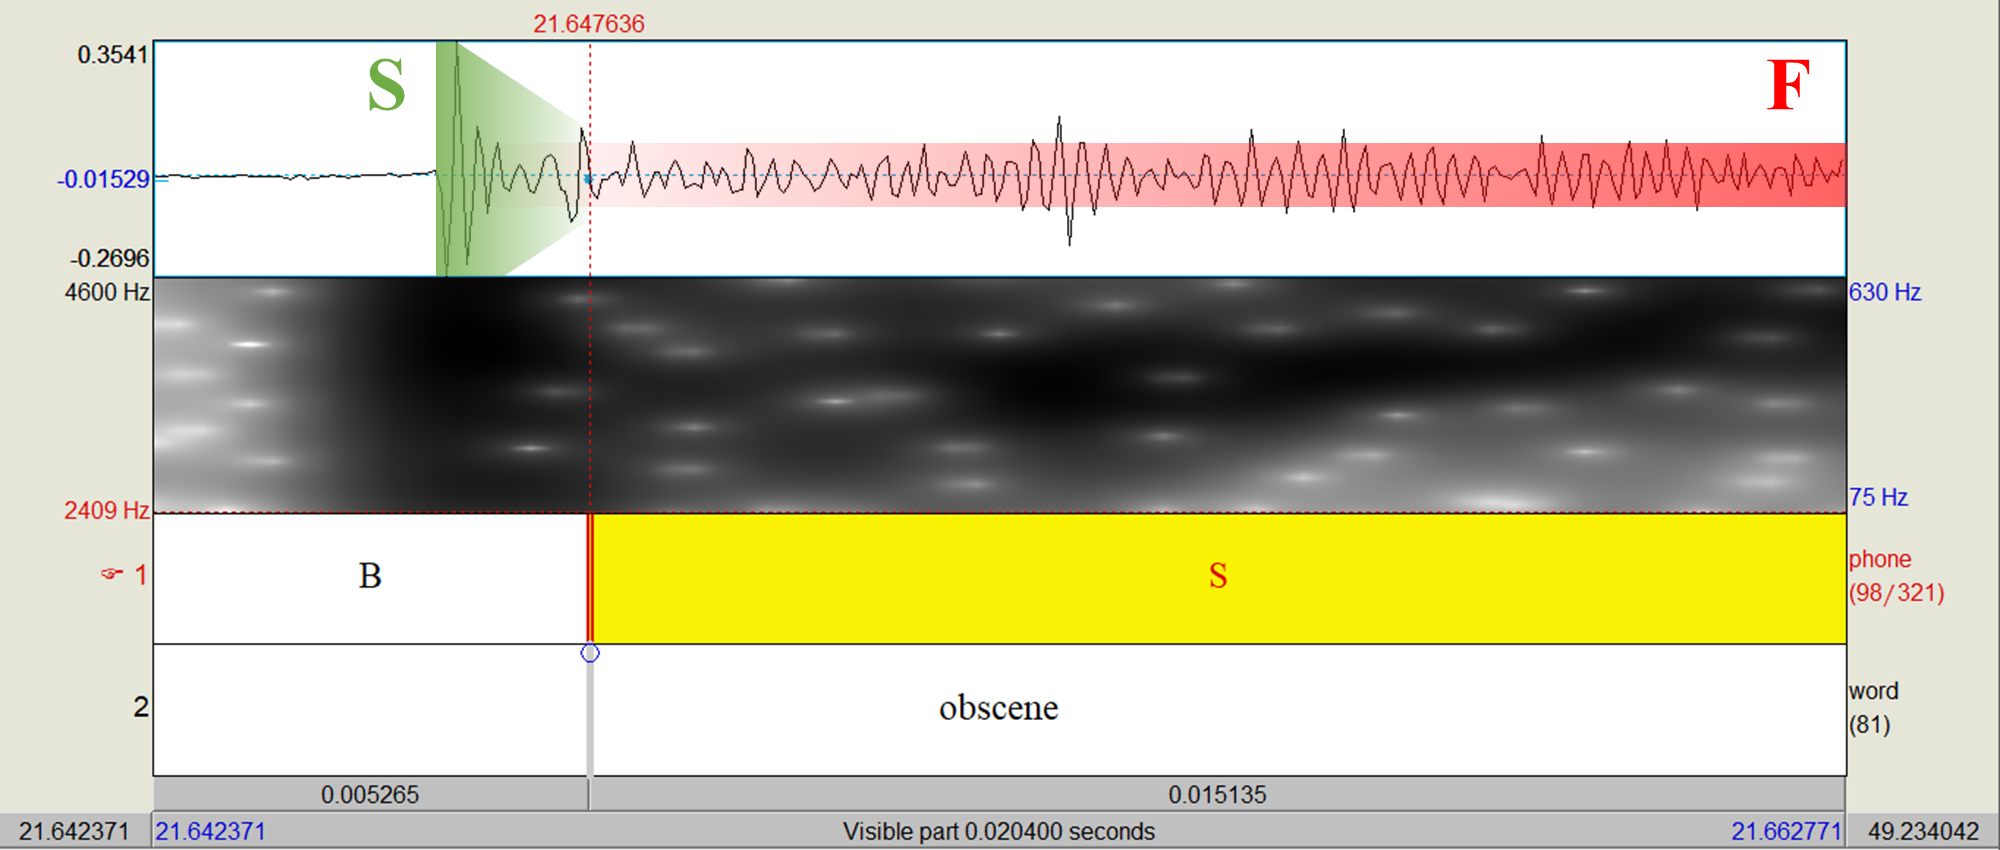 21.647636
0.3541
S
F
-0.01529
-0.2696
4600 Hz
630 Hz
2409 Hz
75 Hz
☞ 1
B
S
phone
(98/321)
2
obscene
word
(81)
0.005265
0.015135
21.642371
21.642371
Visible part 0.020400 seconds
21.662771
49.234042